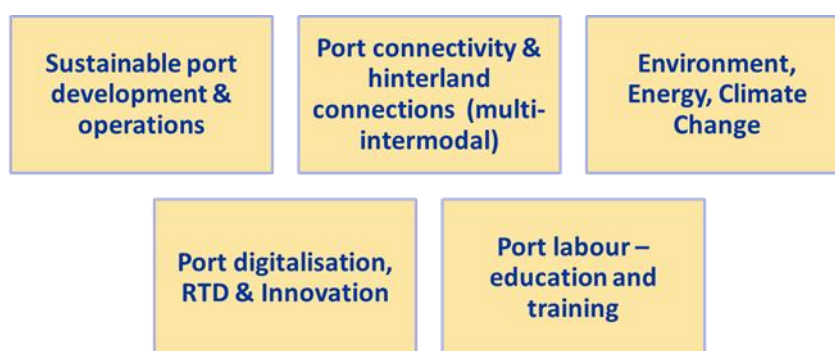 Sustainable port
development &
operations
Port connectivity &
hinterland
connections (multi-
intermodal)
Environment,
Energy, Climate
Change
Port digitalisation,
RTD & Innovation
Port labour –
education and
training